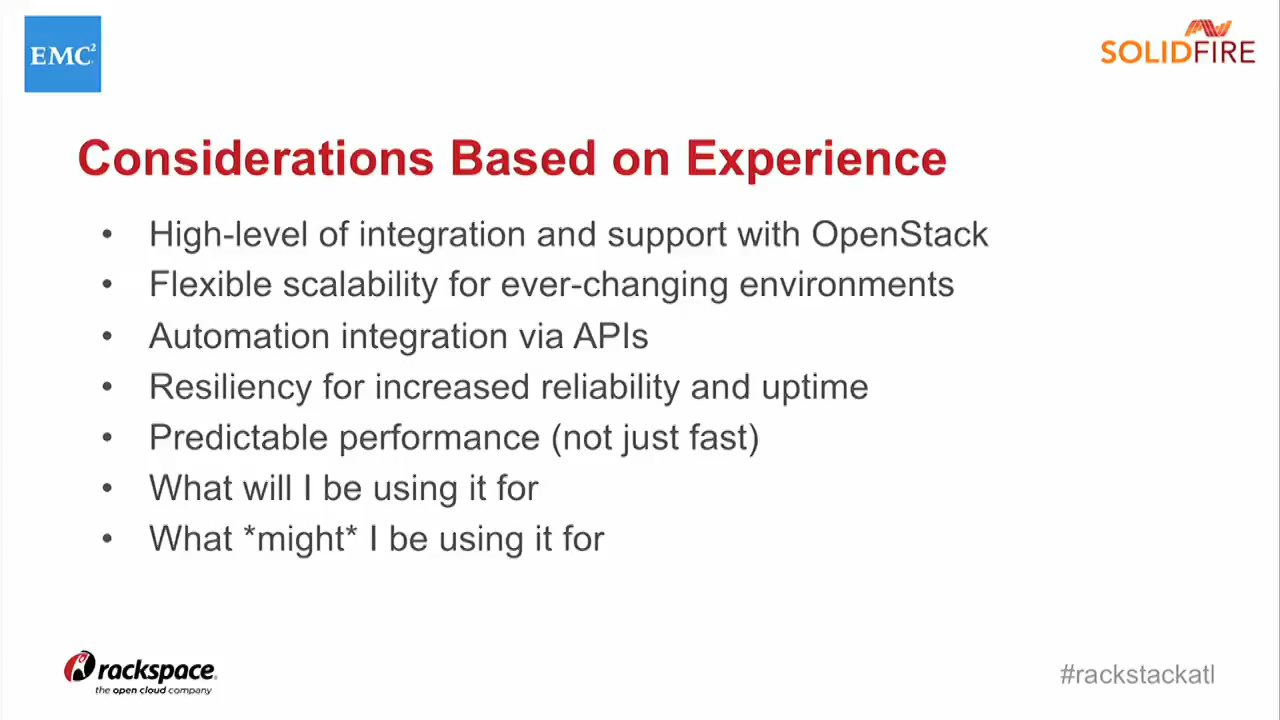 EMC²
SOLIDFIRE
Considerations Based on Experience
• High-level of integration and support with OpenStack
• Flexible scalability for ever-changing environments
• Automation integration via APIs
• Resiliency for increased reliability and uptime
• Predictable performance (not just fast)
• What will I be using it for
• What *might* I be using it for
rackspace.
the open cloud company
#rackstackatl